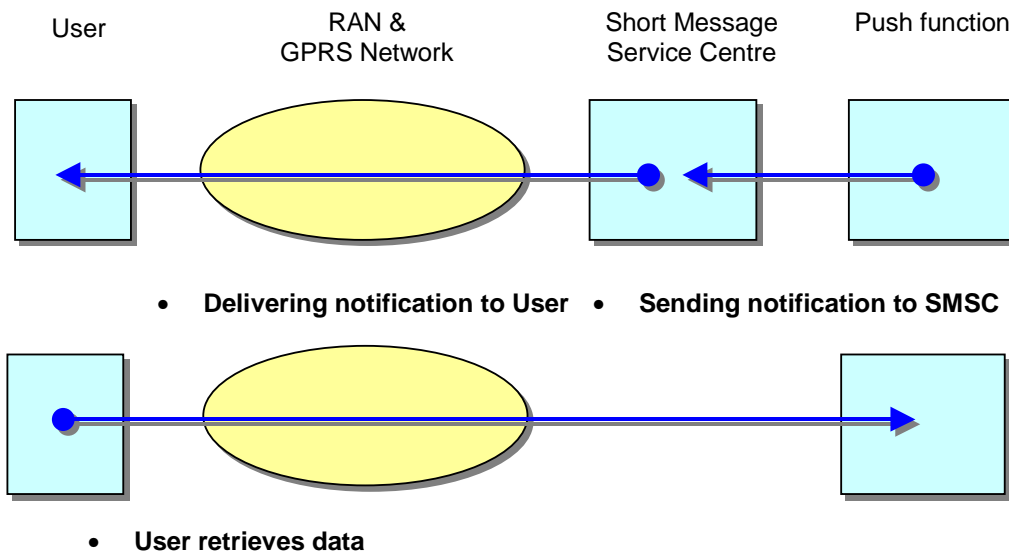 User
RAN &
GPRS Network
Short Message
Service Centre
Push function
• Delivering notification to User
• Sending notification to SMSC
• User retrieves data